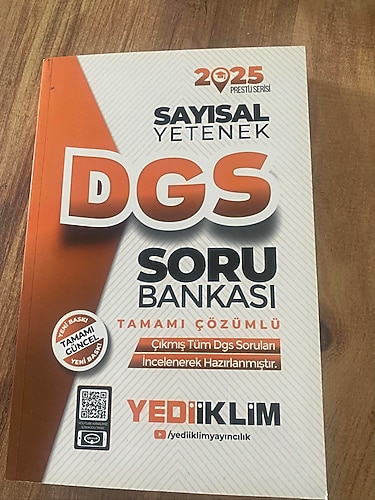 2025
PRESTİJ SERİSİ
SAYISAL
YETENEK
DGS
SORU
BANKASI
TAMAMI ÇÖZÜMLÜ
Çıkmış Tüm Dgs Soruları
İncelenerek Hazırlanmıştır.
YENİ BASKI
TAMAMI
GÜNCEL
YENİ BASKI
YEDİİKLİM
/yediiklimyayıncılık